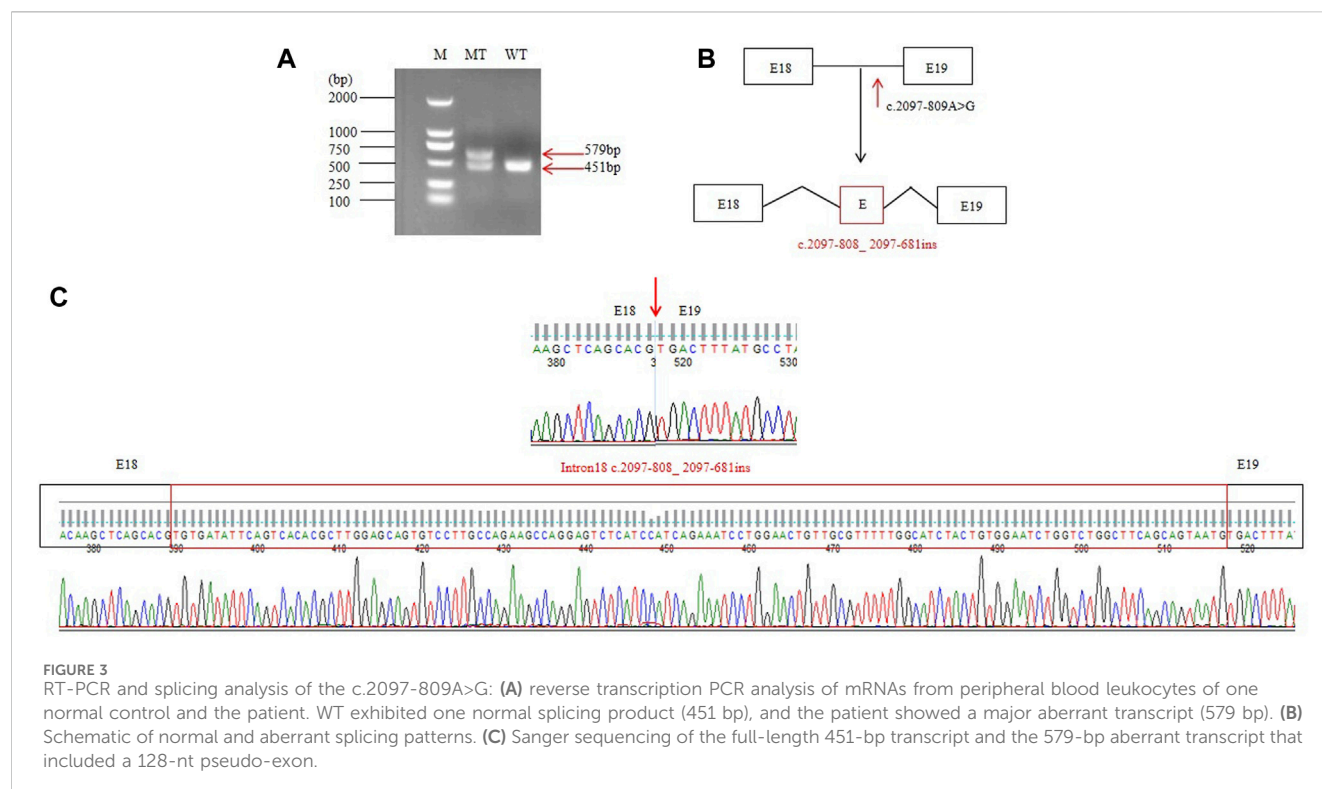 A
M MT WT
(bp)
2000
1000
750
500
250
100
579bp
451bp
B
E18 E19
c.2097-809A>G
E18 E E19
c.2097-808_ 2097-681ins
C
E18 E19
AAGCTCAGCACGTGACTTTATGCCTA
380 3 520 530
Intron18 c.2097-808_ 2097-681ins
E18 E19
ACAAGCTCAGCACGTGTGATATTCAGTCACACGCTTGGAGCAGTGTCCTTGCCAGAAGCCAGGAGTCTCATCCATCAGAAATCCTGGAACTGTTGCGTTTTTGGCATCTACTGTGGAATCTGGTCTGGCTTCAGCAGTAATGTGACTTTA
380 390 400 410 420 430 440 450 460 470 480 490 500 510 520
FIGURE 3
RT-PCR and splicing analysis of the c.2097-809A>G: (A) reverse transcription PCR analysis of mRNAs from peripheral blood leukocytes of one
normal control and the patient. WT exhibited one normal splicing product (451 bp), and the patient showed a major aberrant transcript (579 bp). (B)
Schematic of normal and aberrant splicing patterns. (C) Sanger sequencing of the full-length 451-bp transcript and the 579-bp aberrant transcript that
included a 128-nt pseudo-exon.